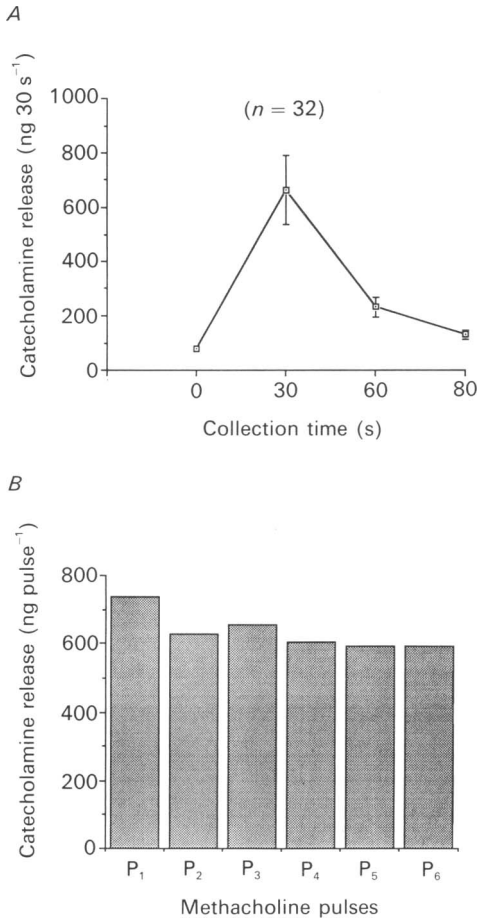 A
Catecholamine release (ng 30 s⁻¹)
1000
800
600
400
200
0
(n = 32)
0 30 60 80
Collection time (s)
B
Catecholamine release (ng pulse⁻¹)
800
600
400
200
0
P₁ P₂ P₃ P₄ P₅ P₆
Methacholine pulses